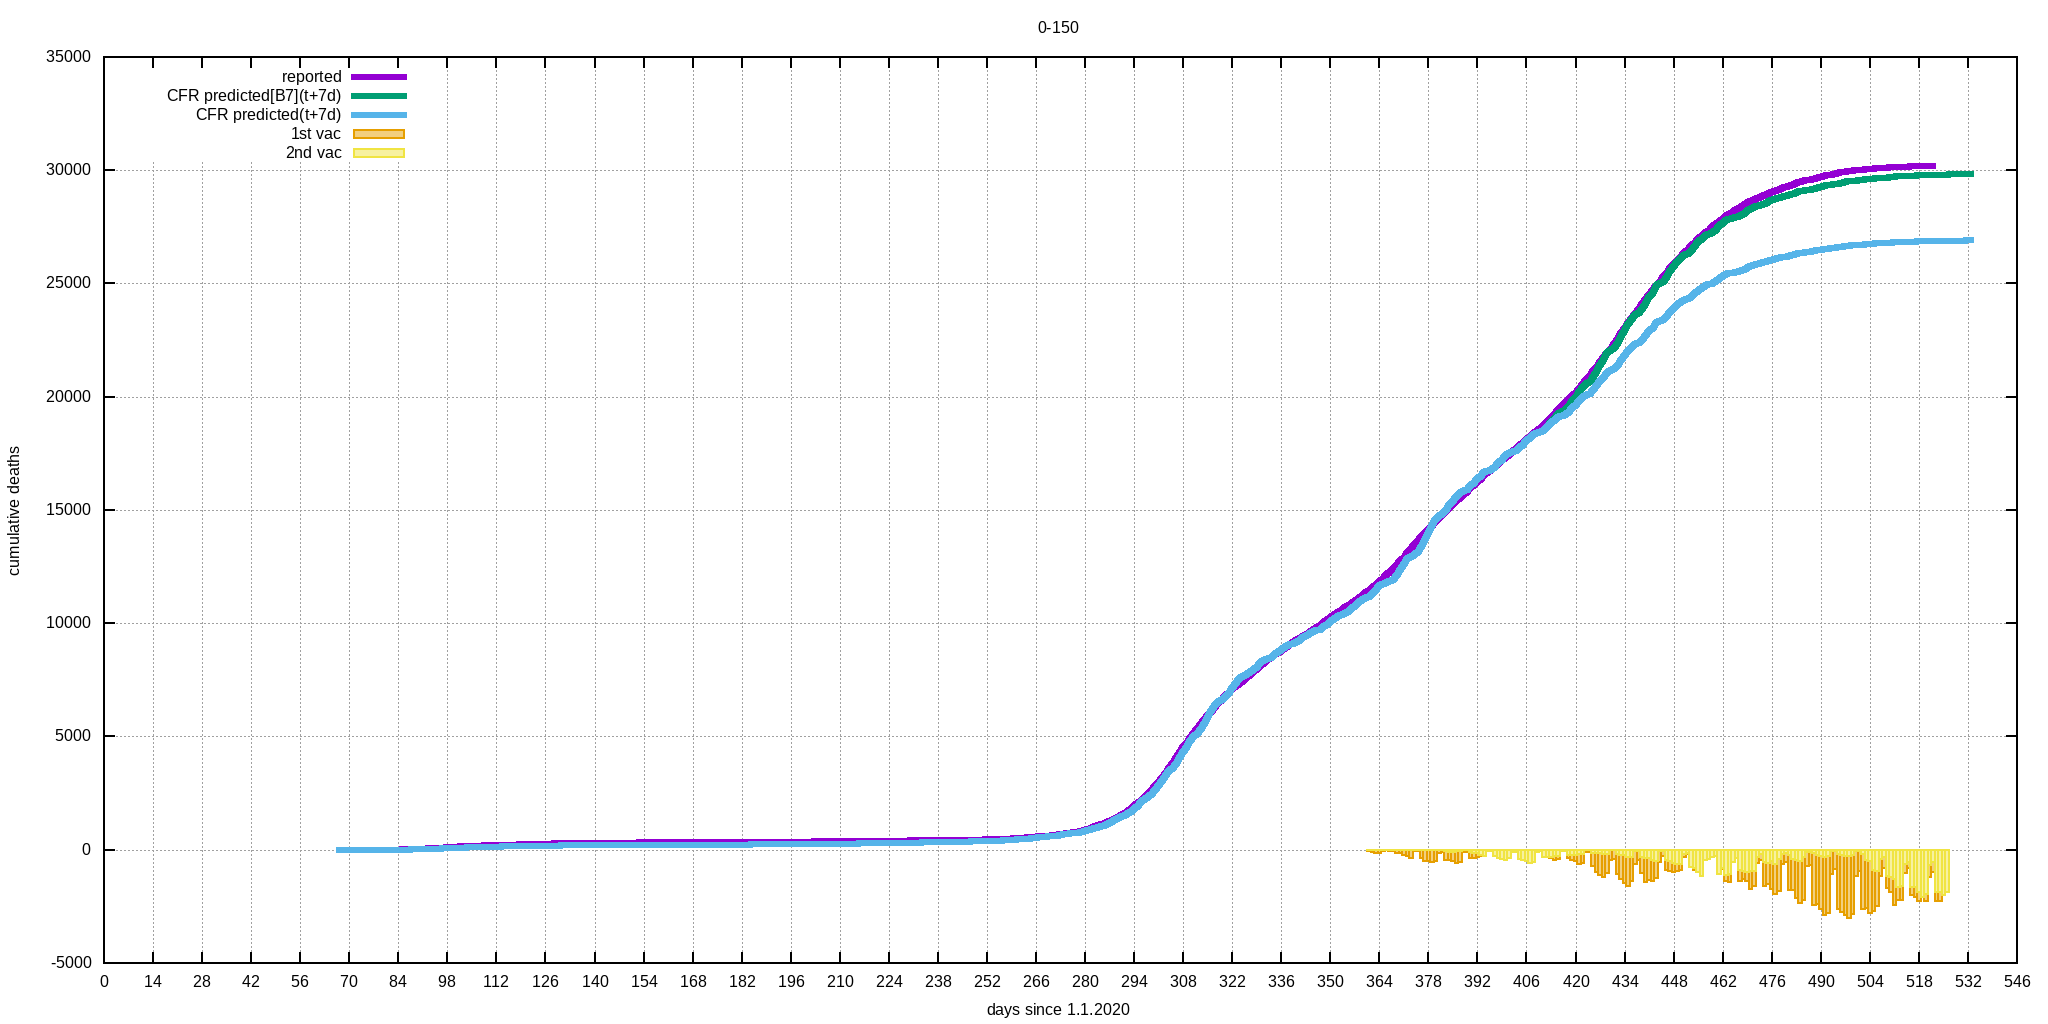 0-150
35000
30000
25000
20000
15000
10000
5000
0
-5000
cumulative deaths
reported
CFR predicted[B7](t+7d)
CFR predicted(t+7d)
1st vac
2nd vac
0 14 28 42 56 70 84 98 112 126 140 154 168 182 196 210 224 238 252 266 280 294 308 322 336 350 364 378 392 406 420 434 448 462 476 490 504 518 532 546
days since 1.1.2020